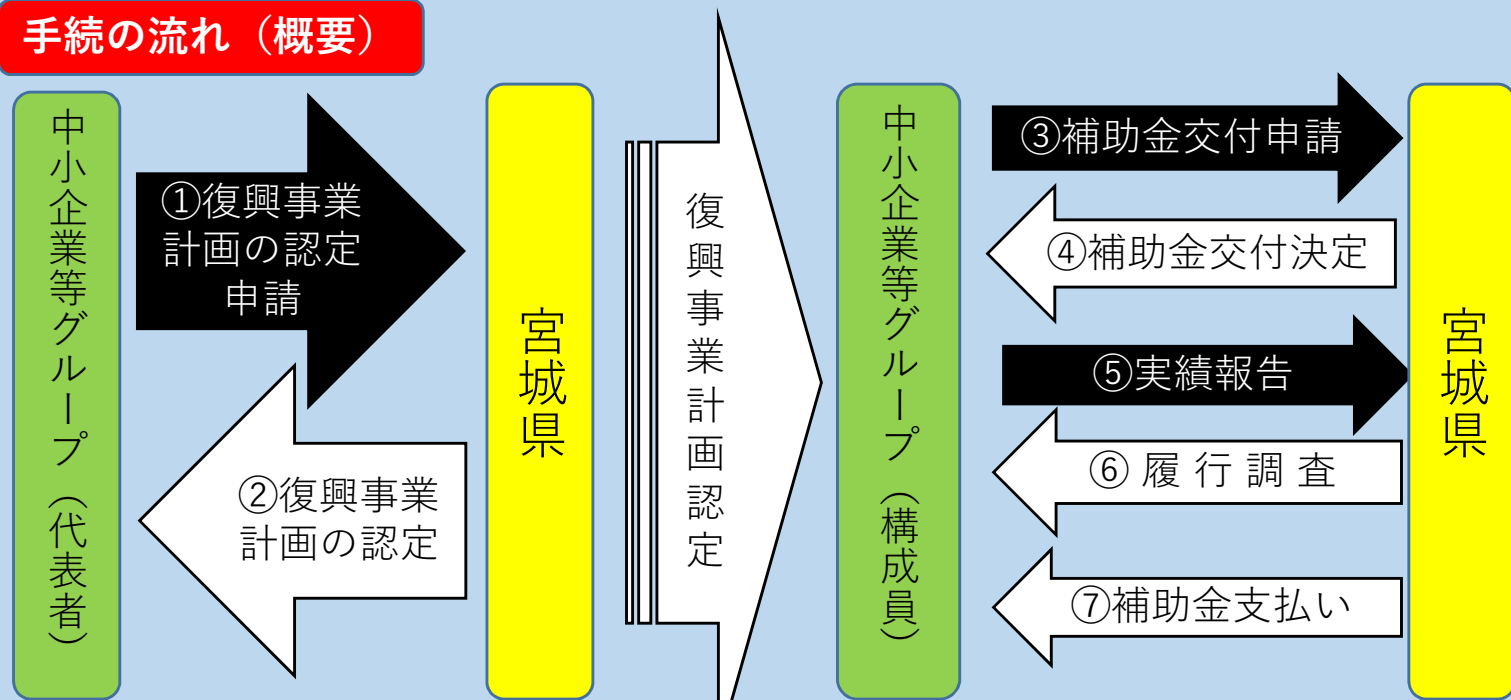 手続の流れ（概要）
中小企業等グループ（代表者）
①復興事業
計画の認定
申請
②復興事業
計画の認定
宮城県
復興事業計画認定
中小企業等グループ（構成員）
③補助金交付申請
④補助金交付決定
⑤実績報告
⑥履行調査
⑦補助金支払い
宮城県